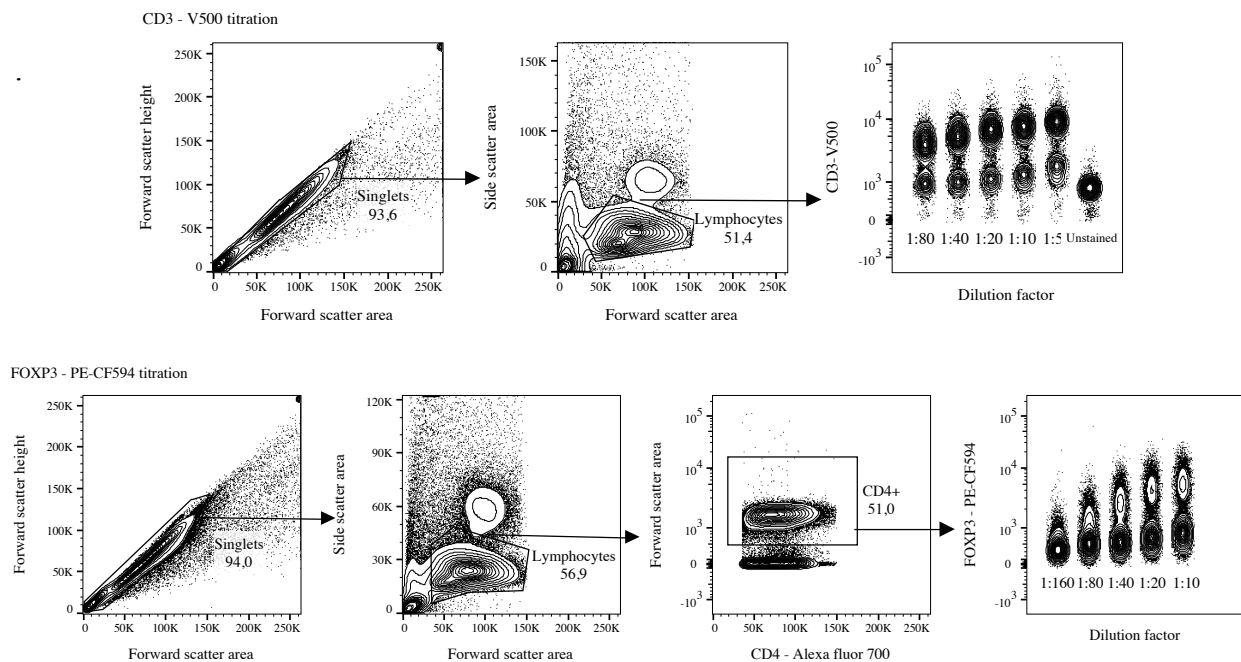 CD3 - V500 titration
Forward scatter height
250K
200K
150K
100K
50K
0
Singlets
93,6
0 50K 100K 150K 200K 250K
Forward scatter area
Side scatter area
150K
100K
50K
0
Lymphocytes
51,4
0 50K 100K 150K 200K 250K
Forward scatter area
CD3-V500
10^5
10^4
10^3
0
-10^3
1:80 1:40 1:20 1:10 1:5 Unstained
Dilution factor
FOXP3 - PE-CF594 titration
Forward scatter height
250K
200K
150K
100K
50K
0
Singlets
94,0
0 50K 100K 150K 200K 250K
Forward scatter area
Side scatter area
120K
90K
60K
30K
0
Lymphocytes
56,9
0 50K 100K 150K 200K 250K
Forward scatter area
Forward scatter area
10^5
10^4
10^3
0
-10^3
CD4+
51,0
0 50K 100K 150K 200K 250K
CD4 - Alexa fluor 700
FOXP3 - PE-CF594
10^5
10^4
10^3
0
-10^3
1:160 1:80 1:40 1:20 1:10
Dilution factor